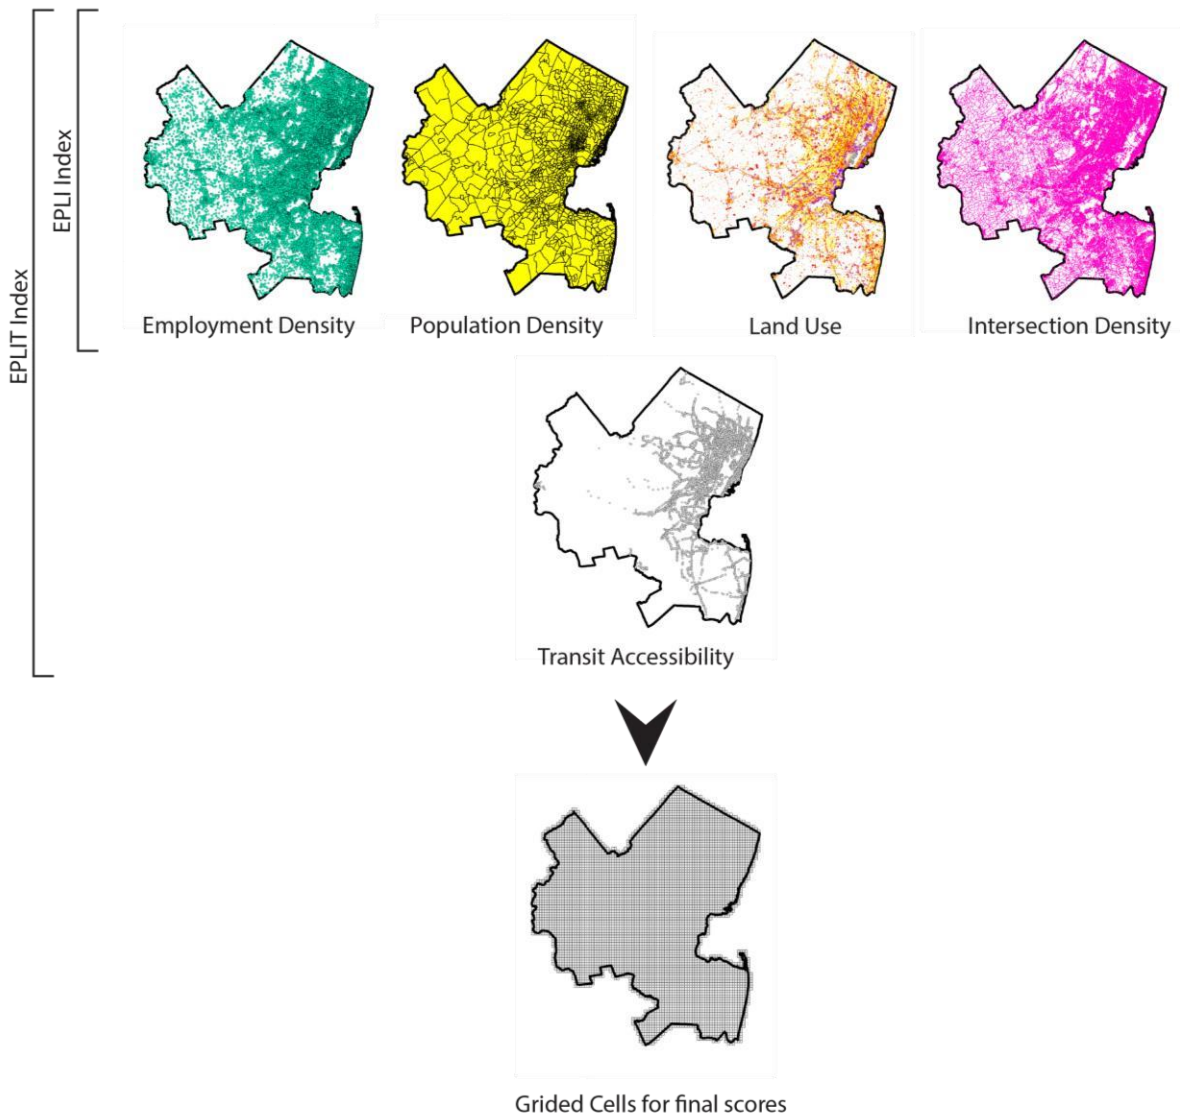 EPLIT Index
EPLI Index
Employment Density
Population Density
Land Use
Intersection Density
Transit Accessibility
Grided Cells for final scores